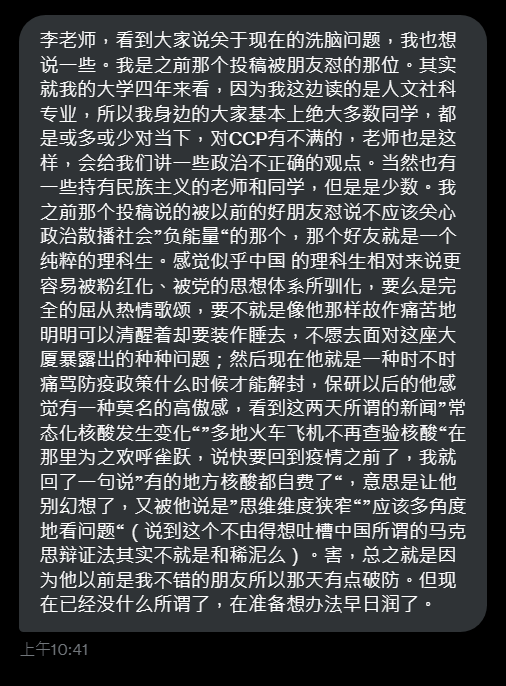 李老师，看到大家说关于现在的洗脑问题，我也想
说一些。我是之前那个投稿被朋友怼的那位。其实
就我的大学四年来看，因为我这边读的是人文社科
专业，所以我身边的大家基本上绝大多数同学，都
是或多或少对当下，对CCP有不满的，老师也是这
样，会给我们讲一些政治不正确的观点。当然也有
一些持有民族主义的老师和同学，但是是少数。我
之前那个投稿说的被以前的好朋友怼说不应该关心
政治散播社会”负能量“的那个，那个好友就是一个
纯粹的理科生。感觉似乎中国 的理科生相对来说更
容易被粉红化、被党的思想体系所驯化，要么是完
全的屈从热情歌颂，要不就是像他那样故作痛苦地
明明可以清醒着却要装作睡去，不愿去面对这座大
厦暴露出的种种问题；然后现在他就是一种时不时
痛骂防疫政策什么时候才能解封，保研以后的他感
觉有一种莫名的高傲感，看到这两天所谓的新闻”常
态化核酸发生变化“”多地火车飞机不再查验核酸“在
那里为之欢呼雀跃，说快要回到疫情之前了，我就
回了一句说”有的地方核酸都自费了“，意思是让他
别幻想了，又被他说是”思维维度狭窄“”应该多角度
地看问题“（说到这个不由得想吐槽中国所谓的马克
思辩证法其实不就是和稀泥么）。害，总之就是因
为他以前是我不错的朋友所以那天有点破防。但现
在已经没什么所谓了，在准备想办法早日润了。
上午10:41